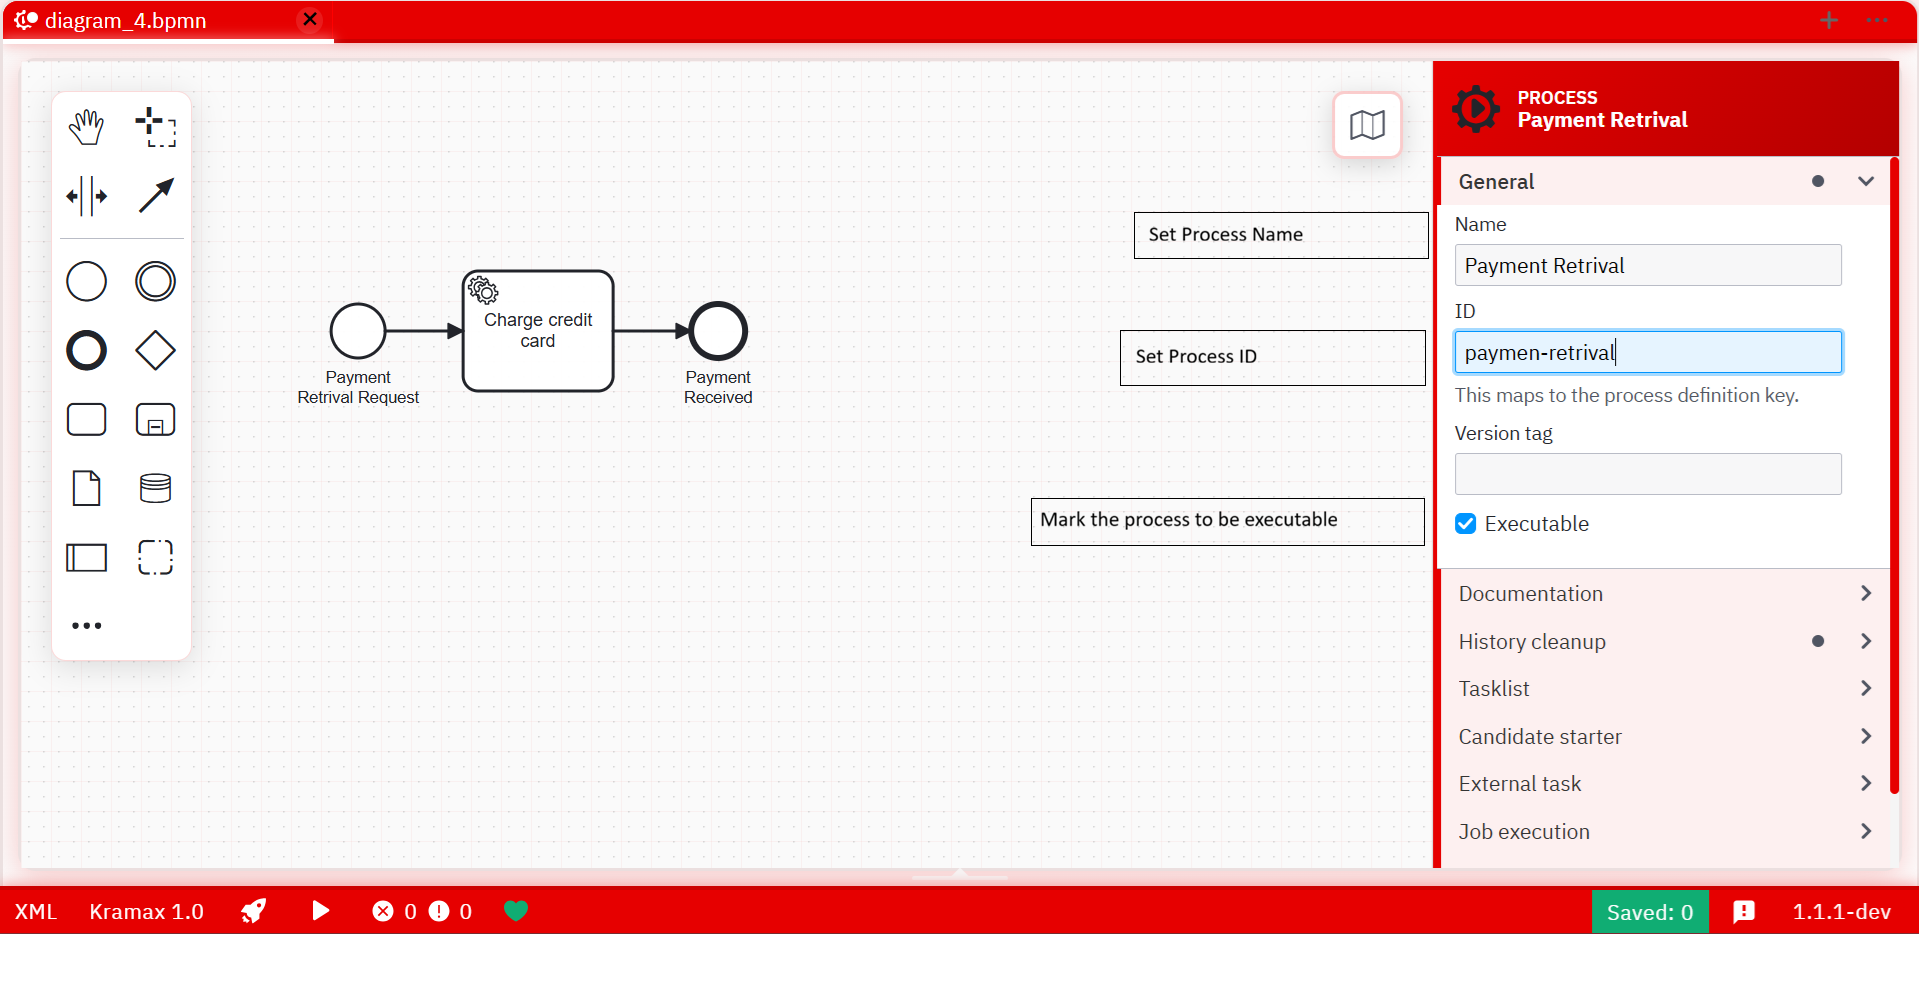 diagram_4.bpmn
PROCESS
Payment Retrival
General
Set Process Name
Name
Payment Retrival
Charge credit
card
Payment
Retrival Request
Payment
Received
Set Process ID
ID
paymen-retrival
This maps to the process definition key.
Version tag
Mark the process to be executable
Executable
Documentation
History cleanup
Tasklist
Candidate starter
External task
Job execution
XML Kramax 1.0 0 0 Saved: 0 1.1.1-dev